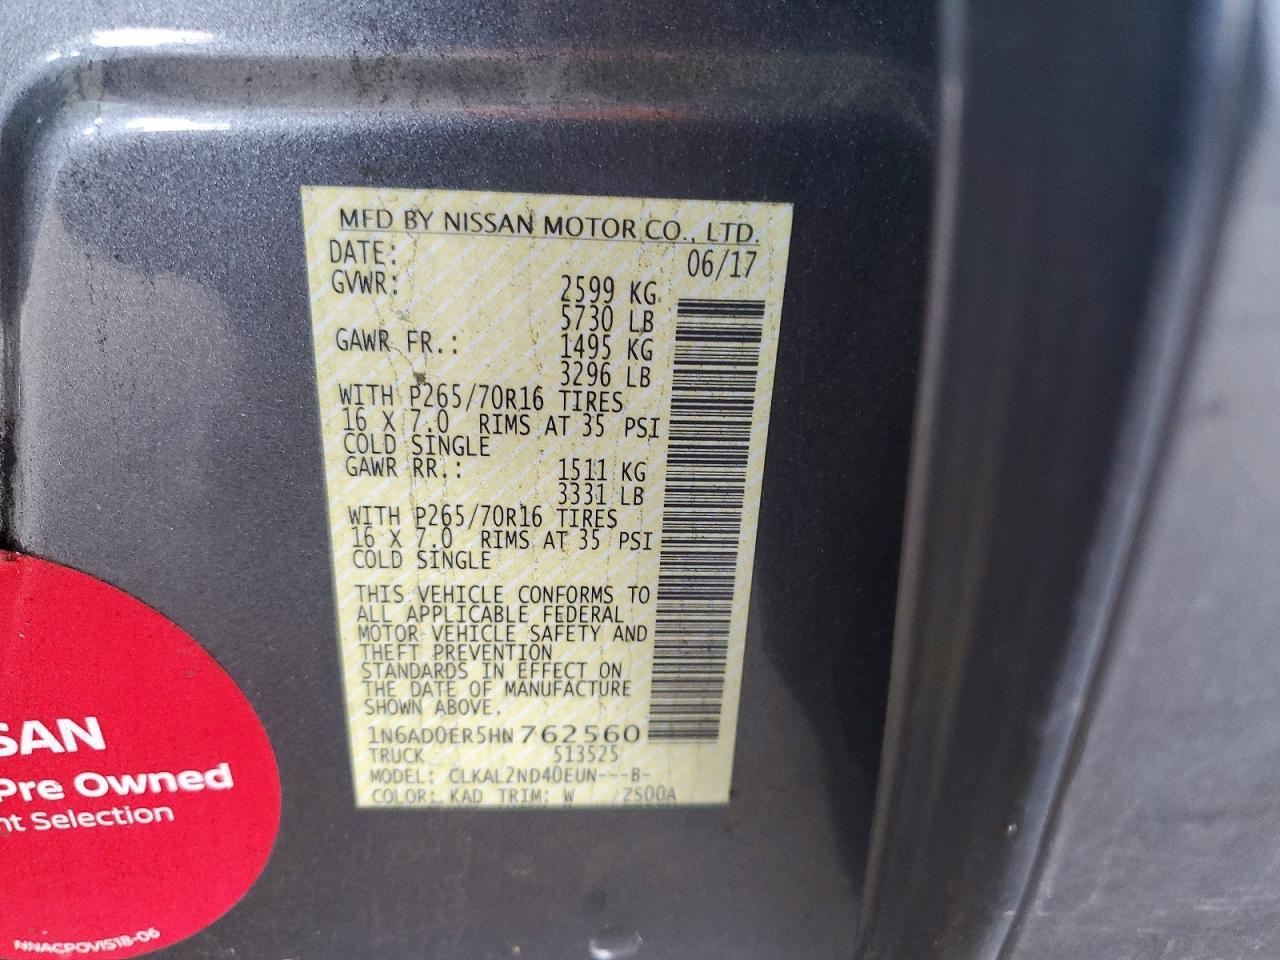 MFD BY NISSAN MOTOR CO., LTD.
DATE: 06/17
GVWR: 2599 KG
5730 LB
GAWR FR.: 1495 KG
3296 LB
WITH P265/70R16 TIRES
16 X 7.0 RIMS AT 35 PSI
COLD SINGLE
GAWR RR.: 1511 KG
3331 LB
WITH P265/70R16 TIRES
16 X 7.0 RIMS AT 35 PSI
COLD SINGLE
THIS VEHICLE CONFORMS TO
ALL APPLICABLE FEDERAL
MOTOR VEHICLE SAFETY AND
THEFT PREVENTION
STANDARDS IN EFFECT ON
THE DATE OF MANUFACTURE
SHOWN ABOVE.
1N6AD0ER5HN762560
TRUCK 513525
MODEL: CLKAL2ND40EUN---B-
COLOR: KAD TRIM: W /ZS00A
SAN
Pre Owned
nt Selection
NNACPOVIS18-06